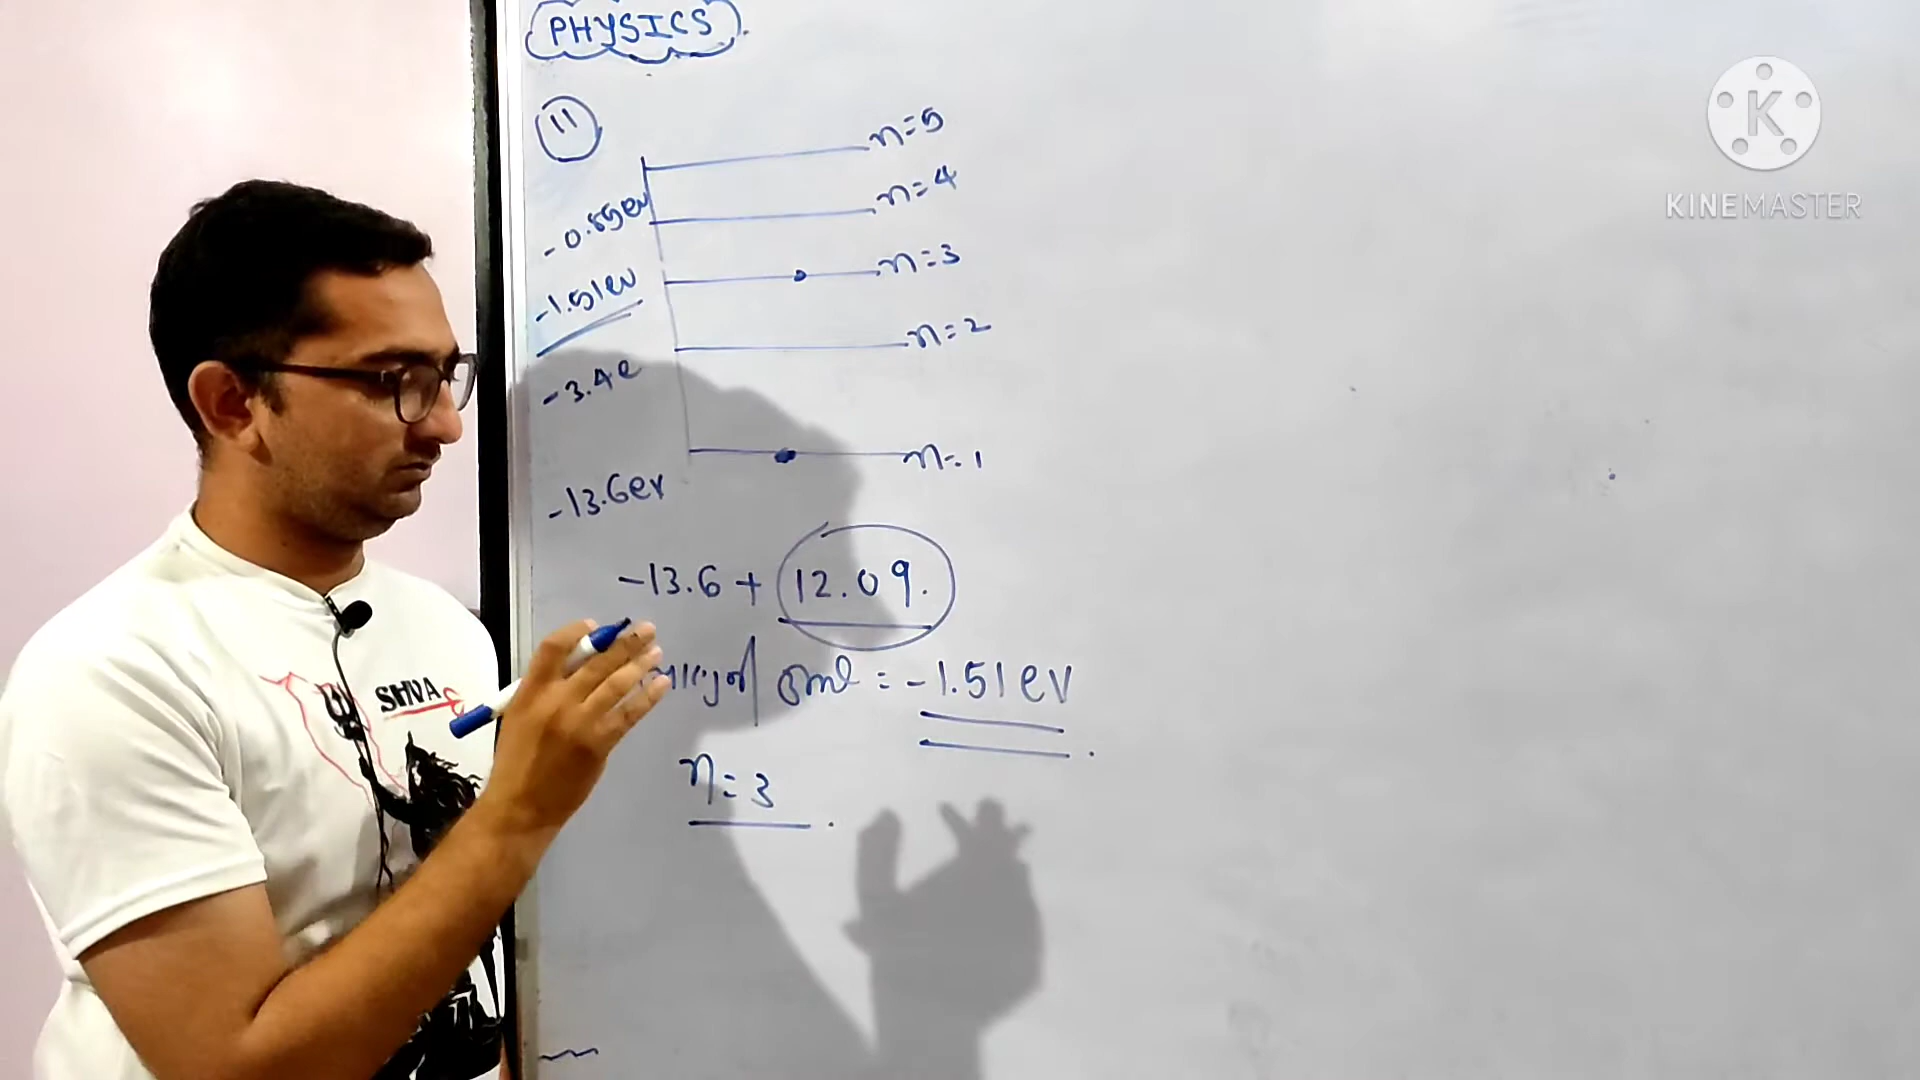 PHYSICS
11
n=5
n=4
-0.85ev
n=3
-1.51ev
n=2
-3.4e
n=1
-13.6ev
-13.6 + 12.09.
= -1.51 ev
n=3
SHIVA
K
KINEMASTER